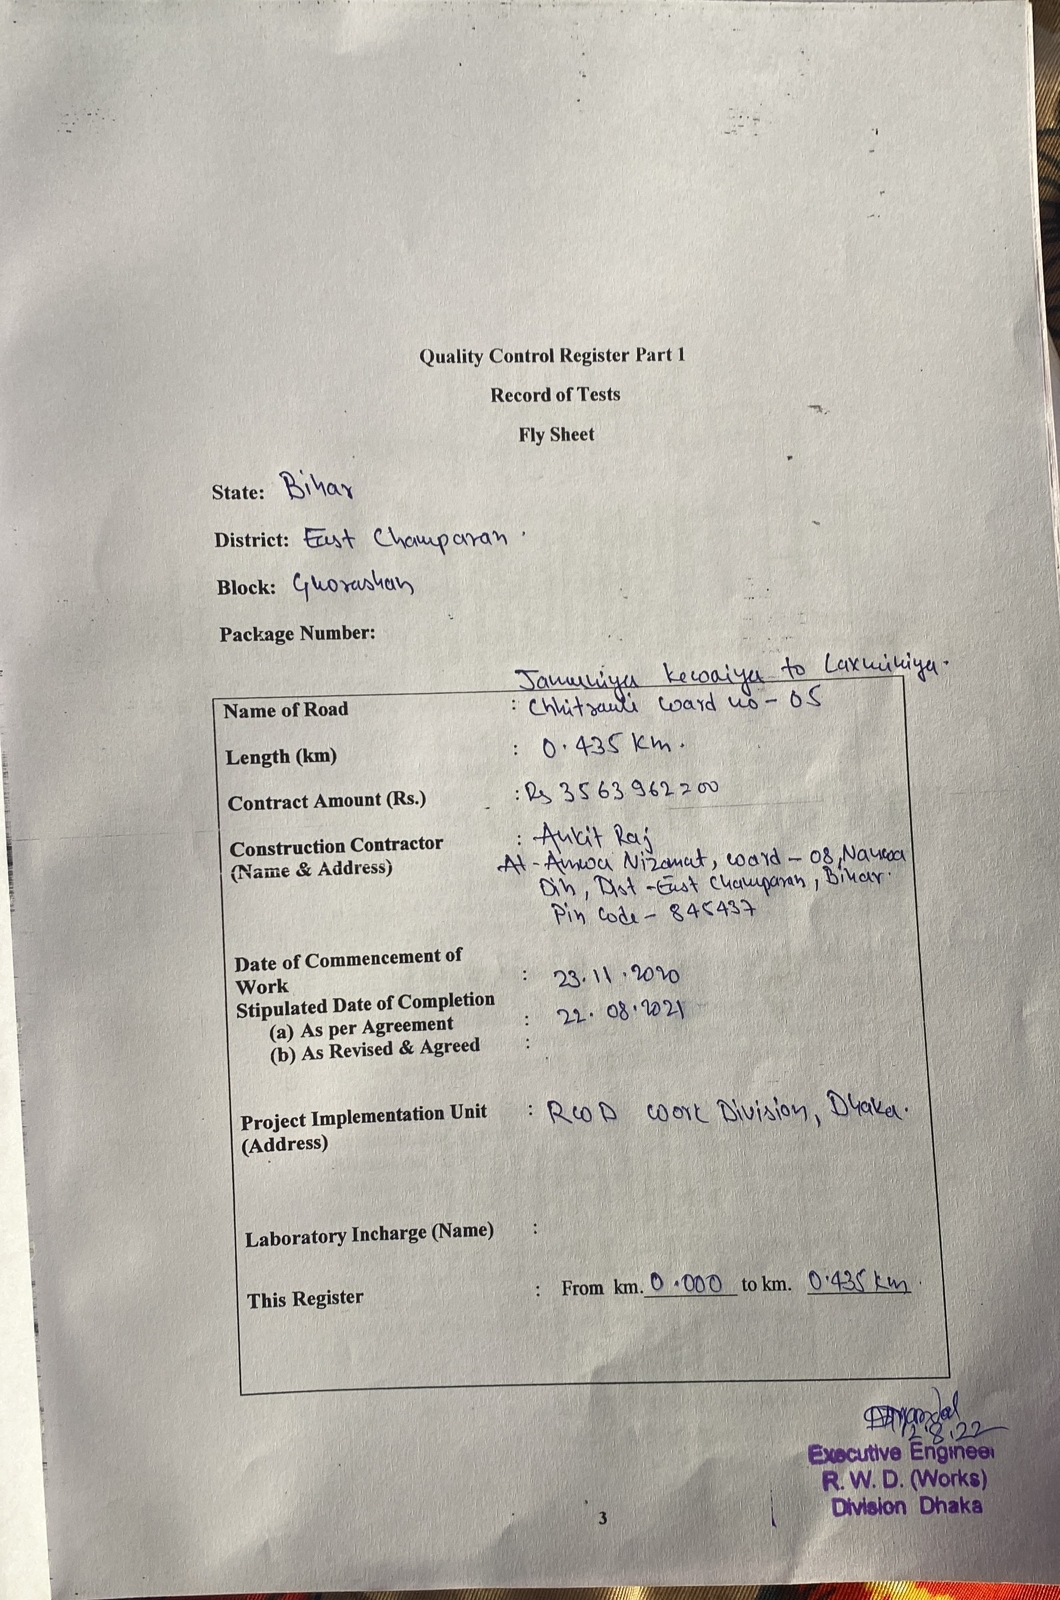 Quality Control Register Part 1
Record of Tests
Fly Sheet
State: Bihar
District: East Champaran.
Block: Ghorashan
Package Number:
Jamuniya kewaiya to Laxminiya.
Name of Road : Chhitrauli ward no - 05
Length (km) : 0.435 Km.
Contract Amount (Rs.) : Rs 3563962200
Construction Contractor : Ankit Raj
(Name & Address) At - Amwa Nizamat, ward - 08,
Dih, Dist - East Champaran, Bihar.
Pin Code - 845437
Date of Commencement of
Work : 23.11.2020
Stipulated Date of Completion
(a) As per Agreement : 22.08.2021
(b) As Revised & Agreed :
Project Implementation Unit : RWD work Division, Dhaka.
(Address)
Laboratory Incharge (Name) :
This Register : From km. 0.000 to km. 0.435 km.
2.8.22
Executive Engineer
R. W. D. (Works)
Division Dhaka
3